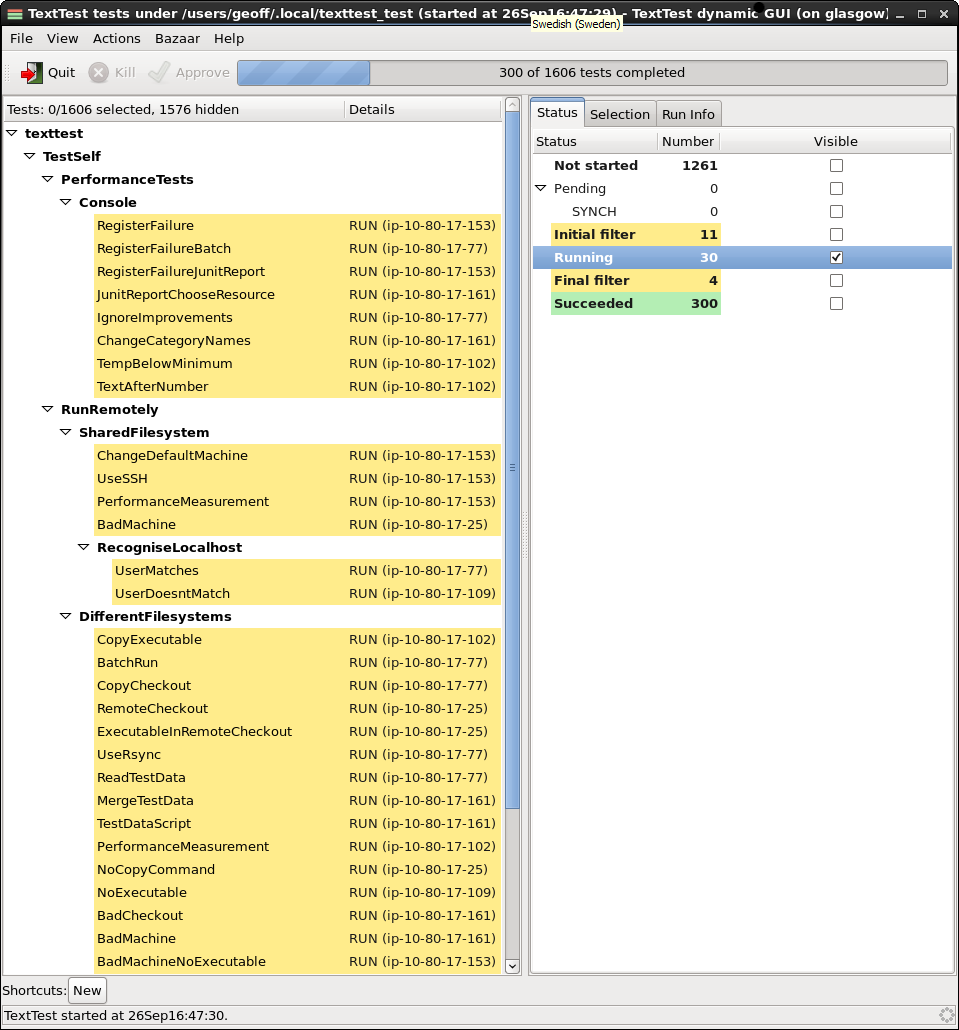 TextTest tests under /users/geoff/.local/texttest_test (started at 26Sep16:47:29) - TextTest dynamic GUI (on glasgow)
Swedish (Sweden)
File View Actions Bazaar Help
Quit Kill Approve 300 of 1606 tests completed
Tests: 0/1606 selected, 1576 hidden Details
texttest
TestSelf
PerformanceTests
Console
RegisterFailure RUN (ip-10-80-17-153)
RegisterFailureBatch RUN (ip-10-80-17-77)
RegisterFailureJunitReport RUN (ip-10-80-17-153)
JunitReportChooseResource RUN (ip-10-80-17-161)
IgnoreImprovements RUN (ip-10-80-17-77)
ChangeCategoryNames RUN (ip-10-80-17-161)
TempBelowMinimum RUN (ip-10-80-17-102)
TextAfterNumber RUN (ip-10-80-17-102)
RunRemotely
SharedFilesystem
ChangeDefaultMachine RUN (ip-10-80-17-153)
UseSSH RUN (ip-10-80-17-153)
PerformanceMeasurement RUN (ip-10-80-17-153)
BadMachine RUN (ip-10-80-17-25)
RecogniseLocalhost
UserMatches RUN (ip-10-80-17-77)
UserDoesntMatch RUN (ip-10-80-17-109)
DifferentFilesystems
CopyExecutable RUN (ip-10-80-17-102)
BatchRun RUN (ip-10-80-17-77)
CopyCheckout RUN (ip-10-80-17-77)
RemoteCheckout RUN (ip-10-80-17-25)
ExecutableInRemoteCheckout RUN (ip-10-80-17-25)
UseRsync RUN (ip-10-80-17-77)
ReadTestData RUN (ip-10-80-17-77)
MergeTestData RUN (ip-10-80-17-161)
TestDataScript RUN (ip-10-80-17-161)
PerformanceMeasurement RUN (ip-10-80-17-102)
NoCopyCommand RUN (ip-10-80-17-25)
NoExecutable RUN (ip-10-80-17-109)
BadCheckout RUN (ip-10-80-17-161)
BadMachine RUN (ip-10-80-17-161)
BadMachineNoExecutable RUN (ip-10-80-17-153)
Status Selection Run Info
Status Number Visible
Not started 1261
Pending 0
SYNCH 0
Initial filter 11
Running 30
Final filter 4
Succeeded 300
Shortcuts: New
TextTest started at 26Sep16:47:30.